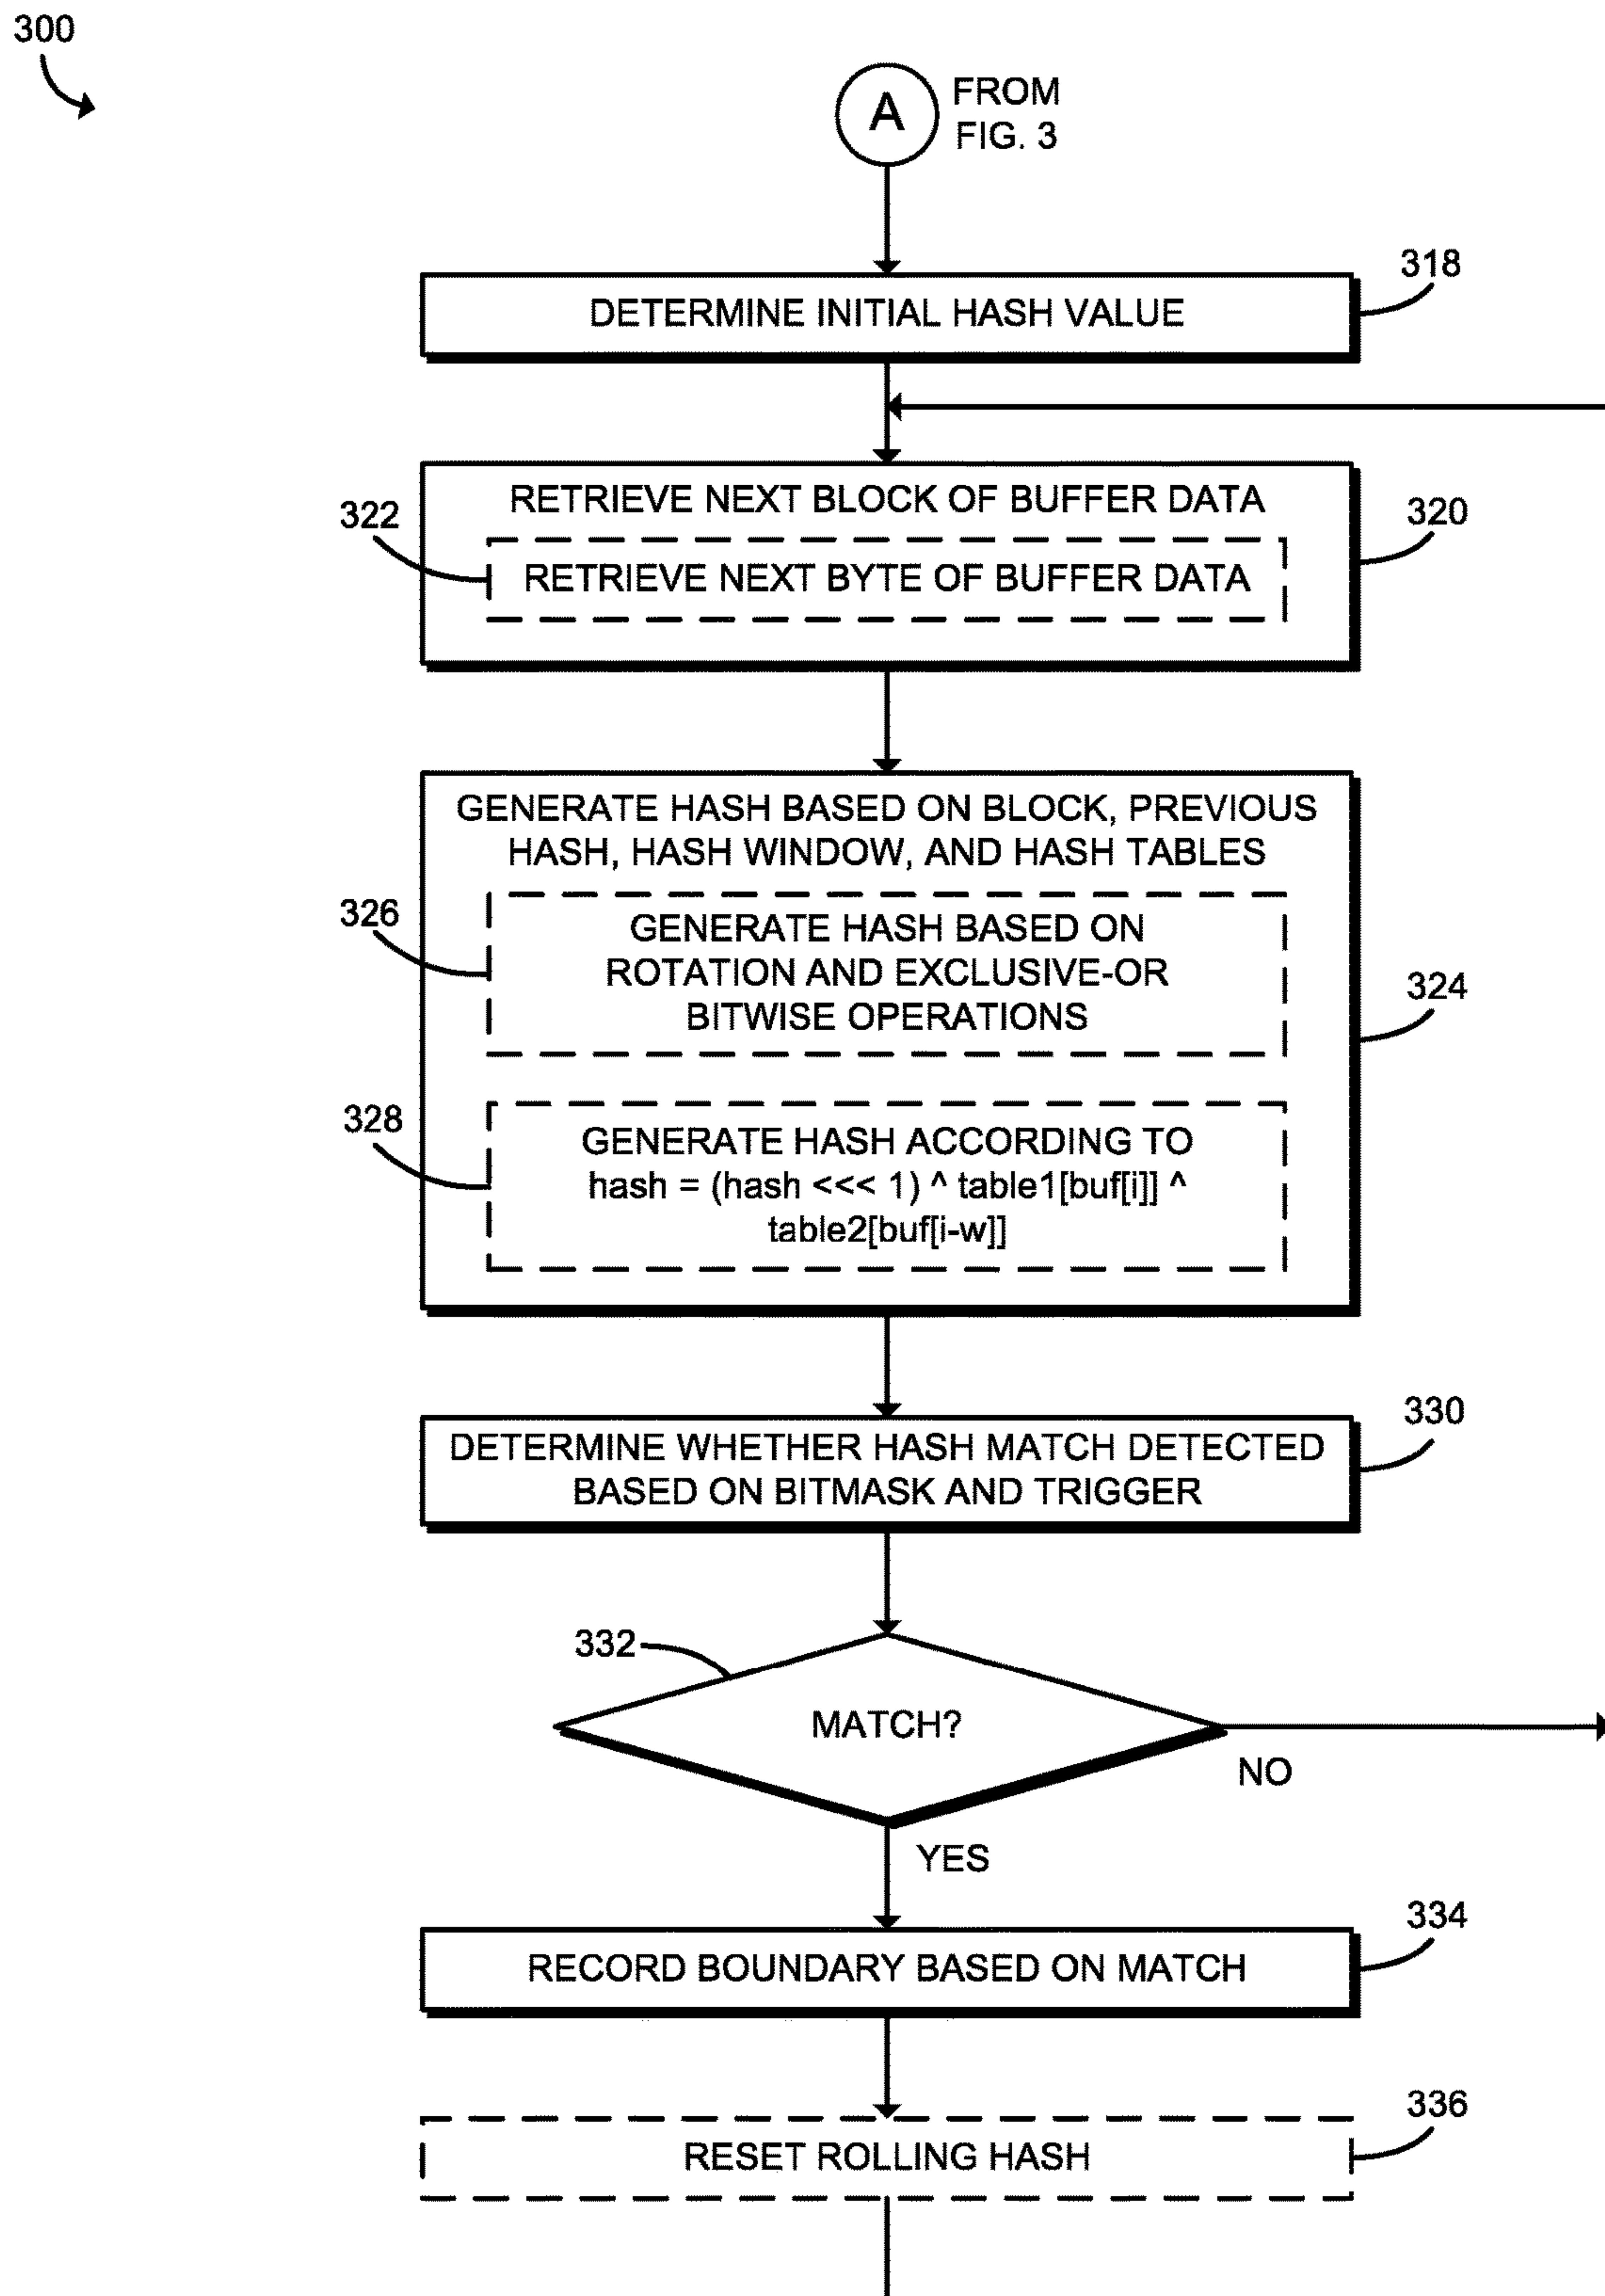 300
A
FROM
FIG. 3
318
DETERMINE INITIAL HASH VALUE
RETRIEVE NEXT BLOCK OF BUFFER DATA
320
322
RETRIEVE NEXT BYTE OF BUFFER DATA
GENERATE HASH BASED ON BLOCK, PREVIOUS
HASH, HASH WINDOW, AND HASH TABLES
326
GENERATE HASH BASED ON
ROTATION AND EXCLUSIVE-OR
BITWISE OPERATIONS
324
328
GENERATE HASH ACCORDING TO
hash = (hash <<< 1) ^ table1[buf[i]] ^
table2[buf[i-w]]
330
DETERMINE WHETHER HASH MATCH DETECTED
BASED ON BITMASK AND TRIGGER
332
MATCH?
NO
YES
334
RECORD BOUNDARY BASED ON MATCH
336
RESET ROLLING HASH